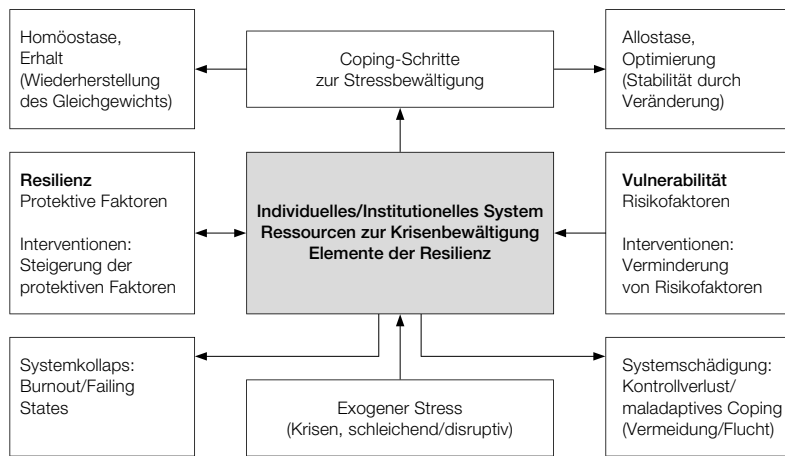 Homöostase,
Erhalt
(Wiederherstellung
des Gleichgewichts)
Coping-Schritte
zur Stressbewältigung
Allostase,
Optimierung
(Stabilität durch
Veränderung)
Resilienz
Protektive Faktoren
Interventionen:
Steigerung der
protektiven Faktoren
Individuelles/Institutionelles System
Ressourcen zur Krisenbewältigung
Elemente der Resilienz
Vulnerabilität
Risikofaktoren
Interventionen:
Verminderung
von Risikofaktoren
Systemkollaps:
Burnout/Failing
States
Exogener Stress
(Krisen, schleichend/disruptiv)
Systemschädigung:
Kontrollverlust/
maladaptives Coping
(Vermeidung/Flucht)